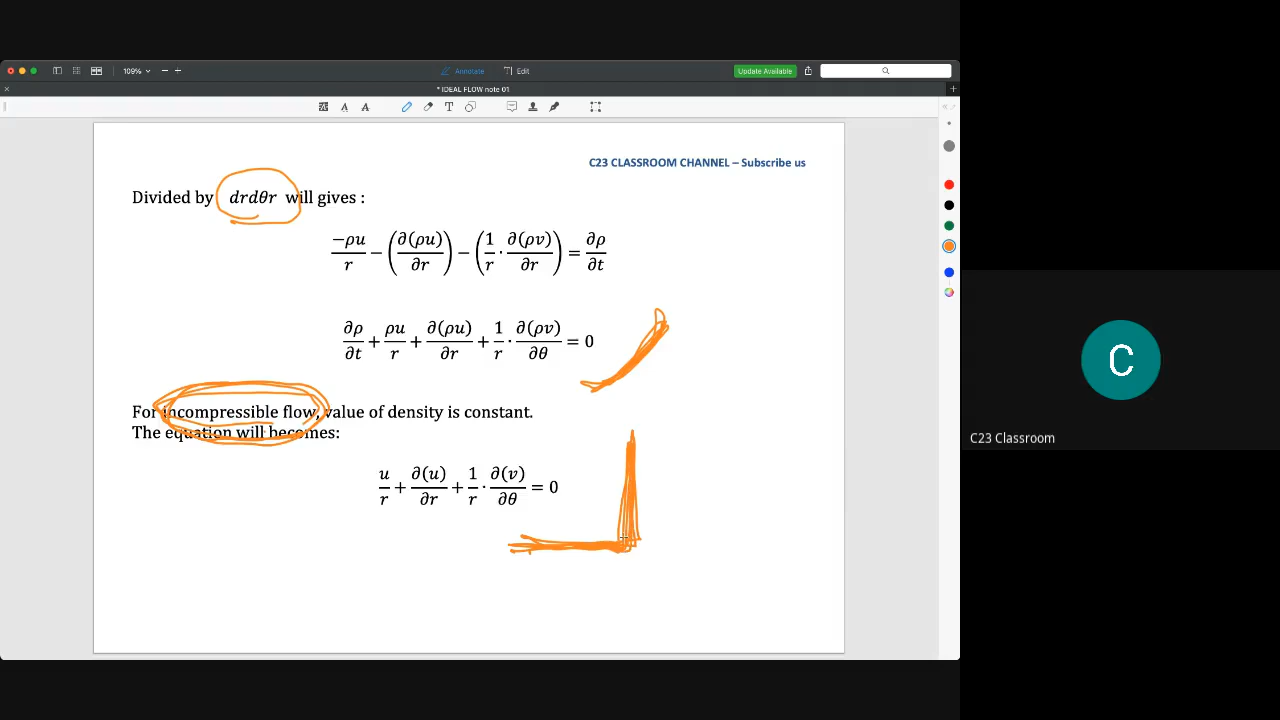 109%
Annotate
Edit
Update Available
* IDEAL FLOW note 01
C23 CLASSROOM CHANNEL – Subscribe us
Divided by drdθr will gives :
−ρu/r − (∂(ρu)/∂r) − (1/r · ∂(ρv)/∂r) = ∂ρ/∂t
∂ρ/∂t + ρu/r + ∂(ρu)/∂r + 1/r · ∂(ρv)/∂θ = 0
For incompressible flow, value of density is constant.
The equation will becomes:
u/r + ∂(u)/∂r + 1/r · ∂(v)/∂θ = 0
C
C23 Classroom